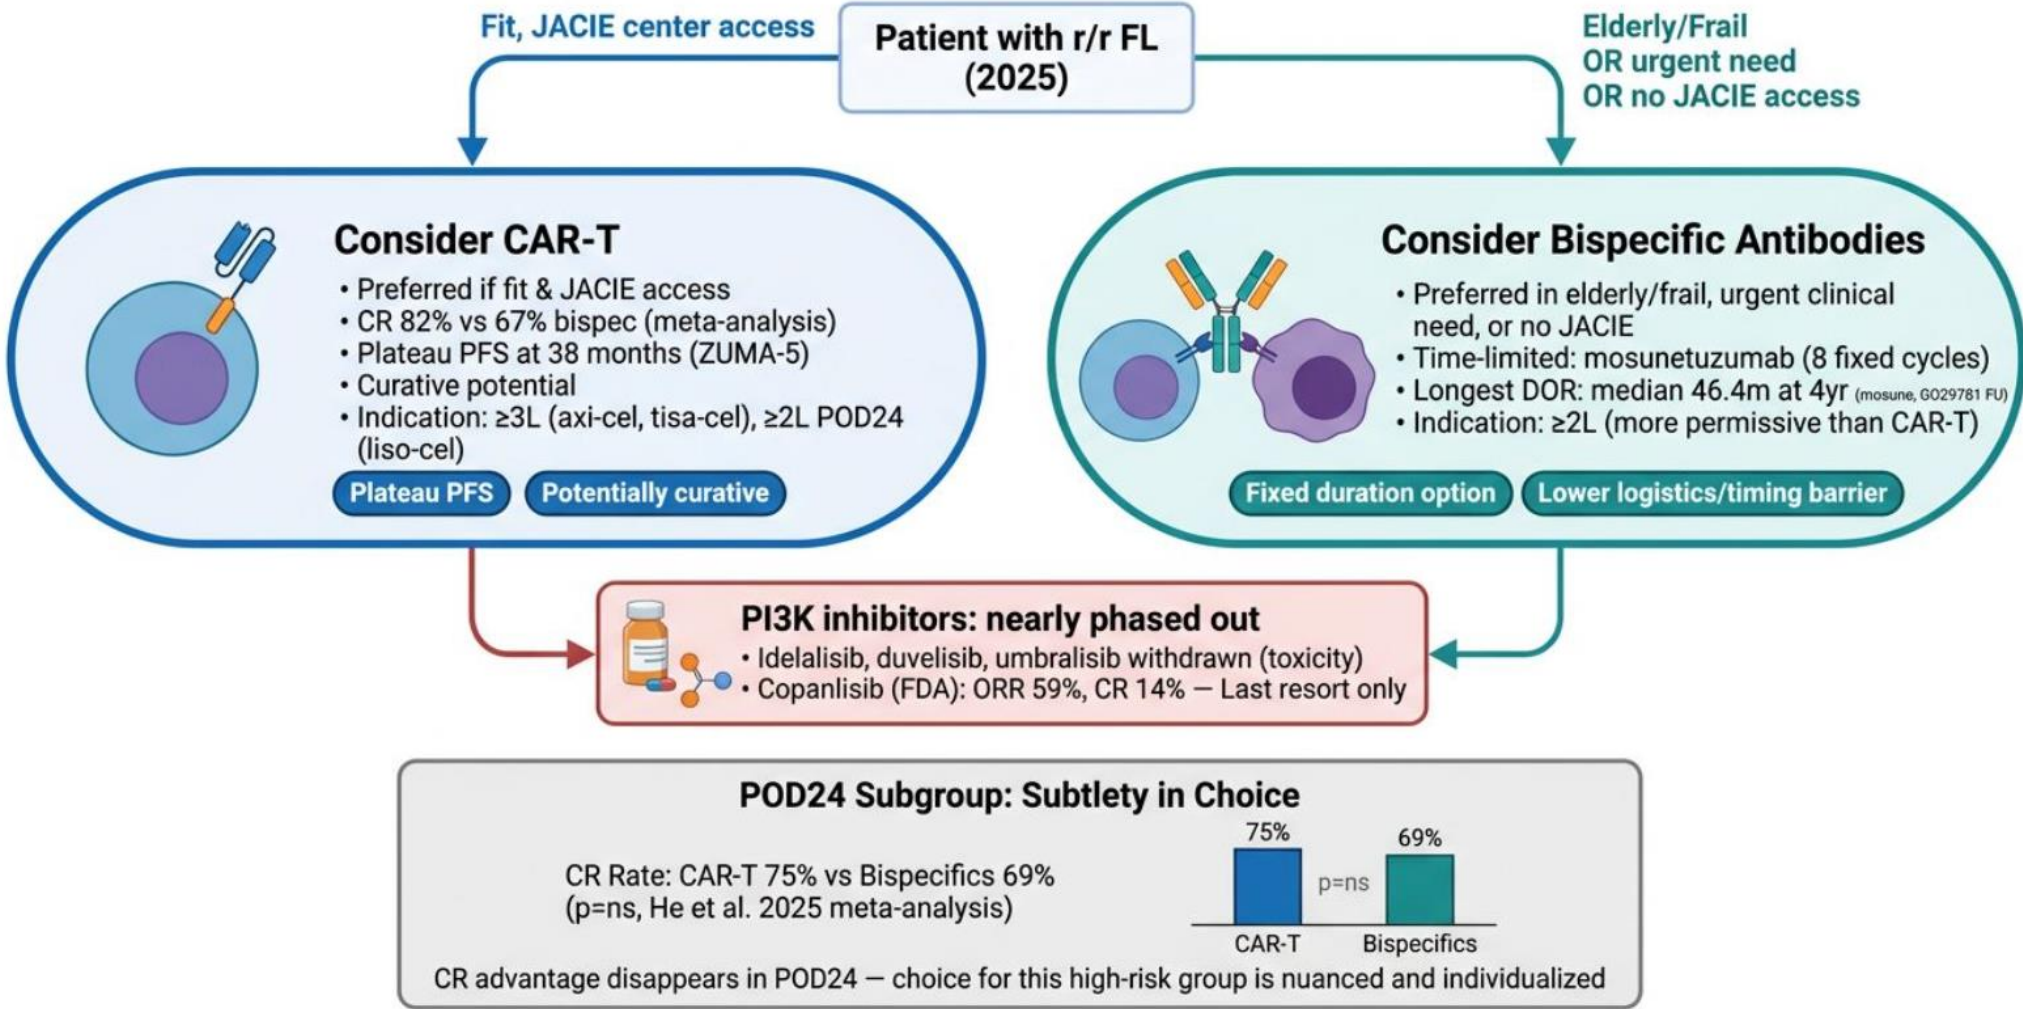 Fit, JACIE center access
Patient with r/r FL
(2025)
Elderly/Frail
OR urgent need
OR no JACIE access
Consider CAR-T
• Preferred if fit & JACIE access
• CR 82% vs 67% bispec (meta-analysis)
• Plateau PFS at 38 months (ZUMA-5)
• Curative potential
• Indication: ≥3L (axi-cel, tisa-cel), ≥2L POD24
(liso-cel)
Plateau PFS
Potentially curative
Consider Bispecific Antibodies
• Preferred in elderly/frail, urgent clinical
need, or no JACIE
• Time-limited: mosunetuzumab (8 fixed cycles)
• Longest DOR: median 46.4m at 4yr (mosune, GO29781 FU)
• Indication: ≥2L (more permissive than CAR-T)
Fixed duration option
Lower logistics/timing barrier
PI3K inhibitors: nearly phased out
• Idelalisib, duvelisib, umbralisib withdrawn (toxicity)
• Copanlisib (FDA): ORR 59%, CR 14% — Last resort only
POD24 Subgroup: Subtlety in Choice
CR Rate: CAR-T 75% vs Bispecifics 69%
(p=ns, He et al. 2025 meta-analysis)
75%
69%
p=ns
CAR-T
Bispecifics
CR advantage disappears in POD24 — choice for this high-risk group is nuanced and individualized